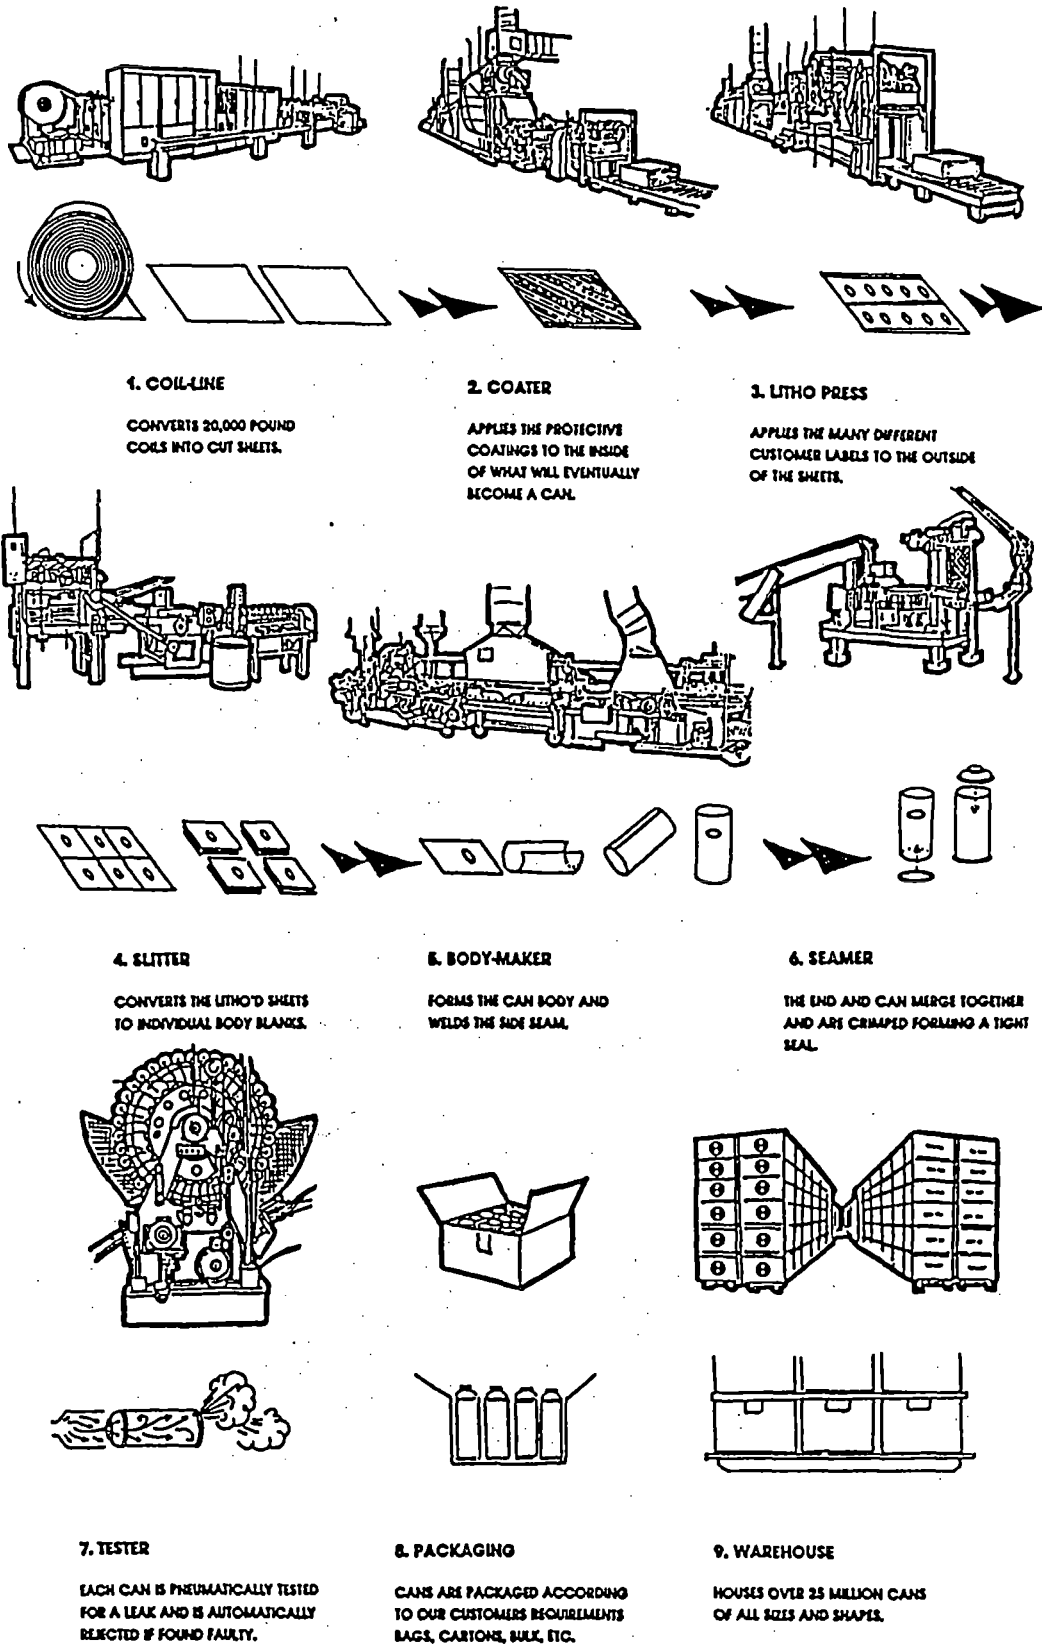 1. COIL-LINE
CONVERTS 20,000 POUND
COILS INTO CUT SHEETS.
2. COATER
APPLIES THE PROTECTIVE
COATINGS TO THE INSIDE
OF WHAT WILL EVENTUALLY
BECOME A CAN.
3. LITHO PRESS
APPLIES THE MANY DIFFERENT
CUSTOMER LABELS TO THE OUTSIDE
OF THE SHEETS.
4. SLITTER
CONVERTS THE LITHO'D SHEETS
TO INDIVIDUAL BODY BLANKS.
5. BODY-MAKER
FORMS THE CAN BODY AND
WELDS THE SIDE SEAM.
6. SEAMER
THE END AND CAN MERGE TOGETHER
AND ARE CRIMPED FORMING A TIGHT
SEAL.
7. TESTER
EACH CAN IS PNEUMATICALLY TESTED
FOR A LEAK AND IS AUTOMATICALLY
REJECTED IF FOUND FAULTY.
8. PACKAGING
CANS ARE PACKAGED ACCORDING
TO OUR CUSTOMERS REQUIREMENTS
BAGS, CARTONS, BULK, ETC.
9. WAREHOUSE
HOUSES OVER 25 MILLION CANS
OF ALL SIZES AND SHAPES.